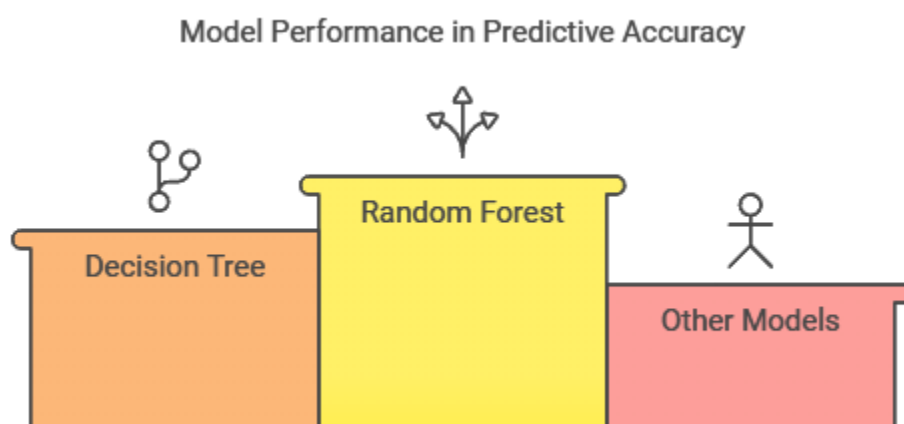 Model Performance in Predictive Accuracy
Random Forest
Decision Tree
Other Models